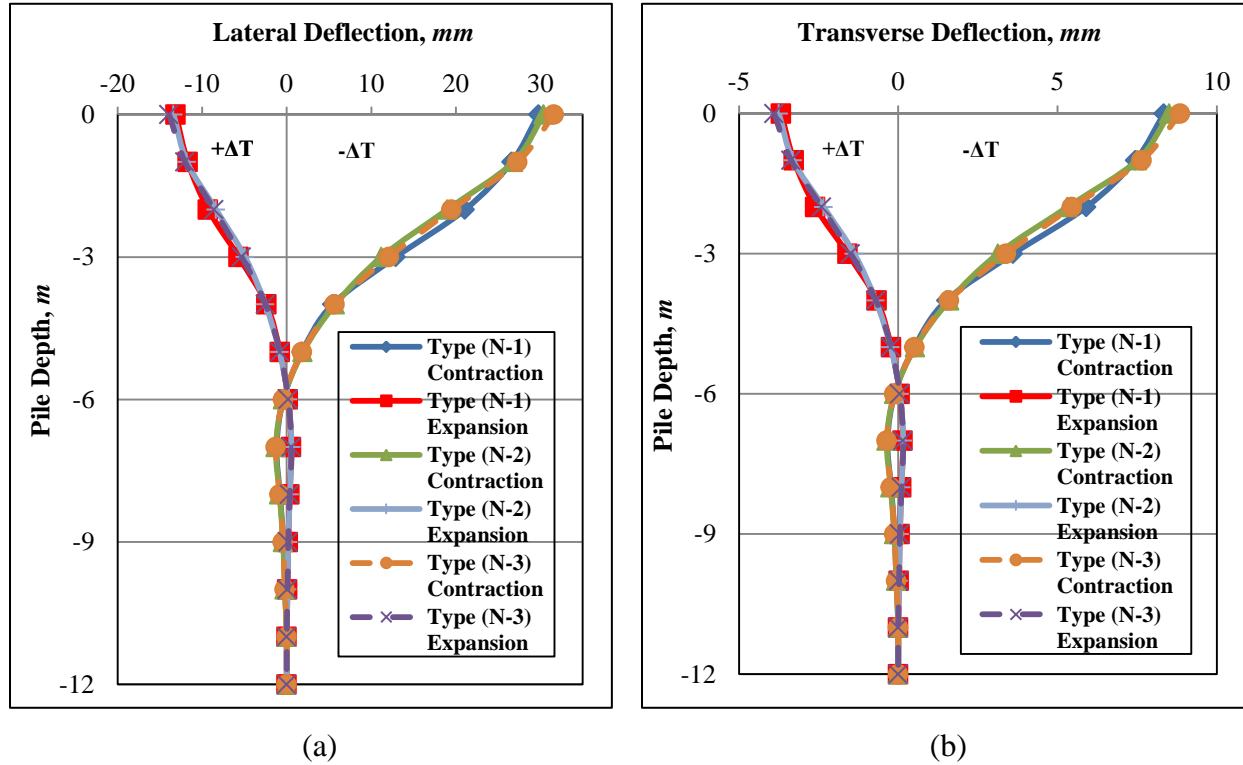 Lateral Deflection, mm
-20 -10 0 10 20 30
0
-3
-6
-9
-12
Pile Depth, m
+ΔT -ΔT
Type (N-1)
Contraction
Type (N-1)
Expansion
Type (N-2)
Contraction
Type (N-2)
Expansion
Type (N-3)
Contraction
Type (N-3)
Expansion
(a)
Transverse Deflection, mm
-5 0 5 10
0
-3
-6
-9
-12
Pile Depth, m
+ΔT -ΔT
Type (N-1)
Contraction
Type (N-1)
Expansion
Type (N-2)
Contraction
Type (N-2)
Expansion
Type (N-3)
Contraction
Type (N-3)
Expansion
(b)